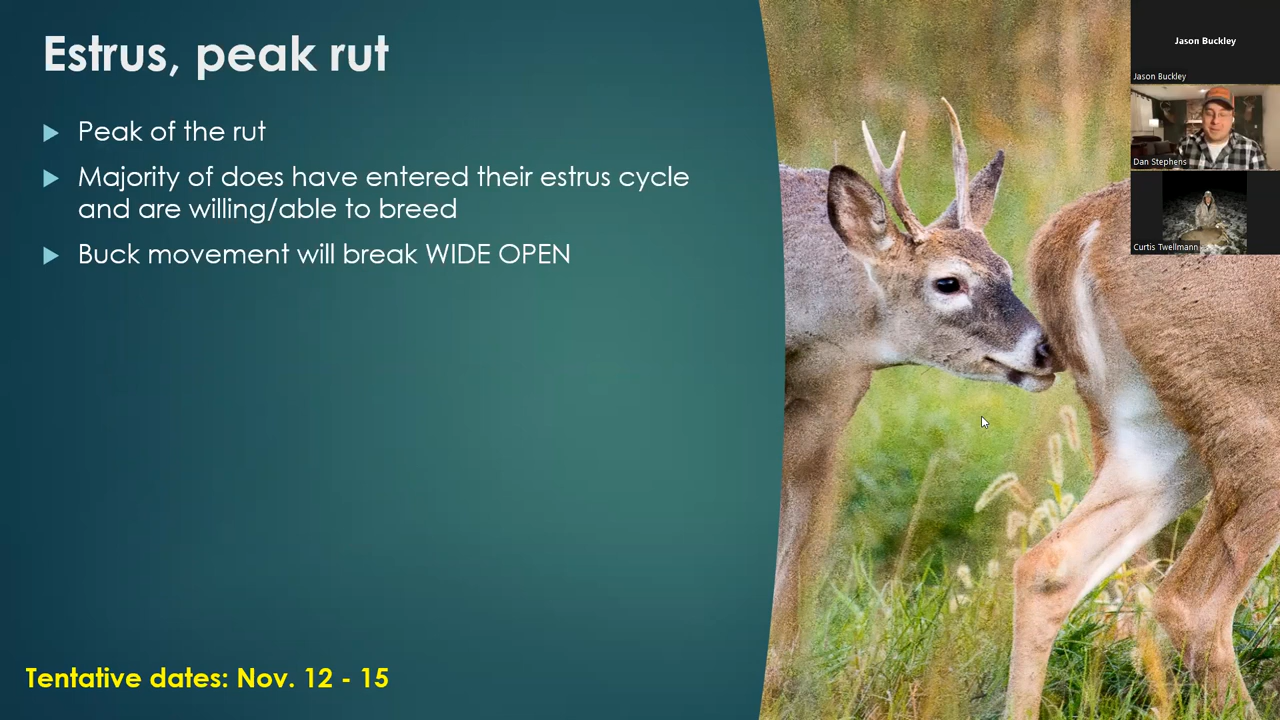 Estrus, peak rut
Peak of the rut
Majority of does have entered their estrus cycle
and are willing/able to breed
Buck movement will break WIDE OPEN
Tentative dates: Nov. 12 - 15
Jason Buckley
Jason Buckley
Dan Stephens
Curtis Twellmann